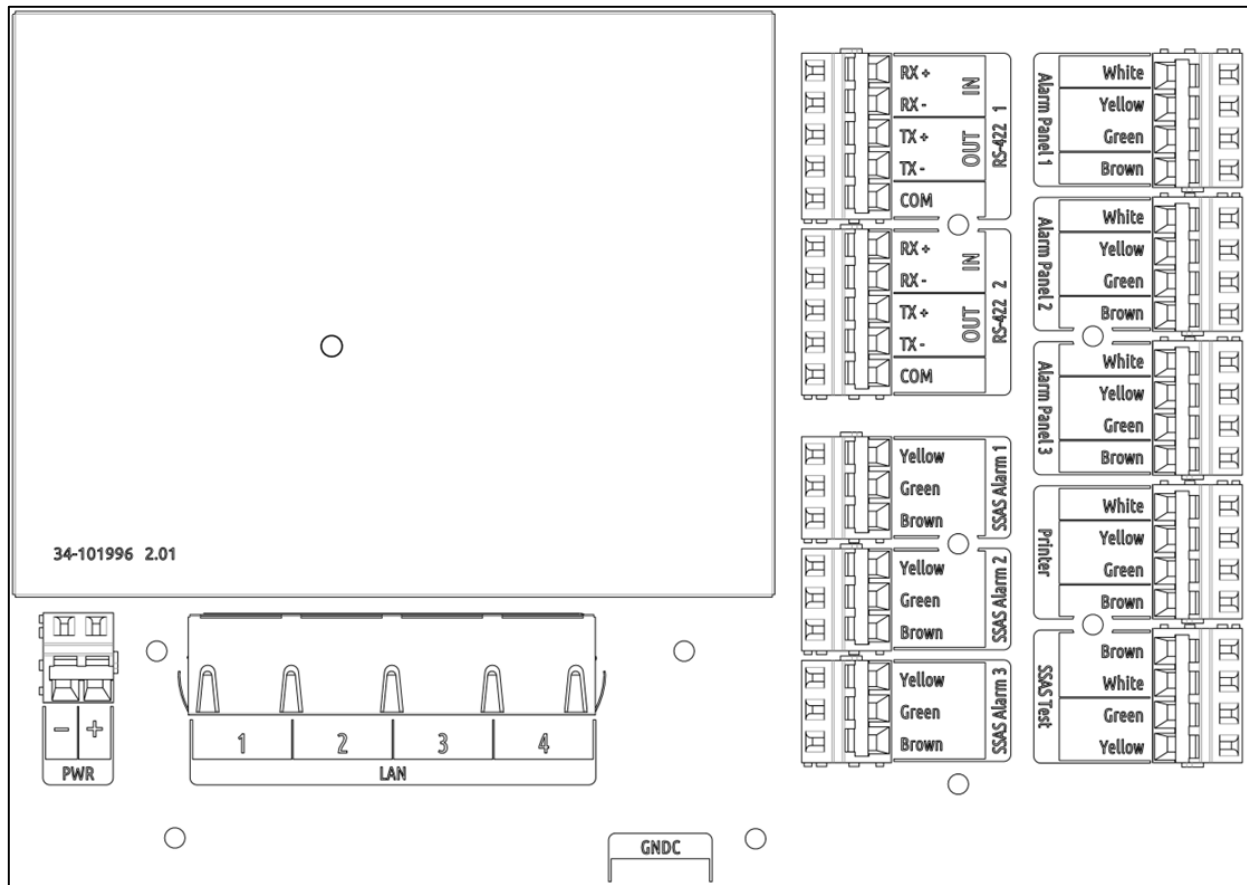 34-101996 2.01
- +
PWR
1 2 3 4
LAN
GNDC
RX +
RX -
IN
TX +
TX -
OUT
COM
RS-422 1
RX +
RX -
IN
TX +
TX -
OUT
COM
RS-422 2
Yellow
Green
Brown
SSAS Alarm 1
Yellow
Green
Brown
SSAS Alarm 2
Yellow
Green
Brown
SSAS Alarm 3
Alarm Panel 1
White
Yellow
Green
Brown
Alarm Panel 2
White
Yellow
Green
Brown
Alarm Panel 3
White
Yellow
Green
Brown
Printer
White
Yellow
Green
Brown
SSAS Test
Brown
White
Green
Yellow